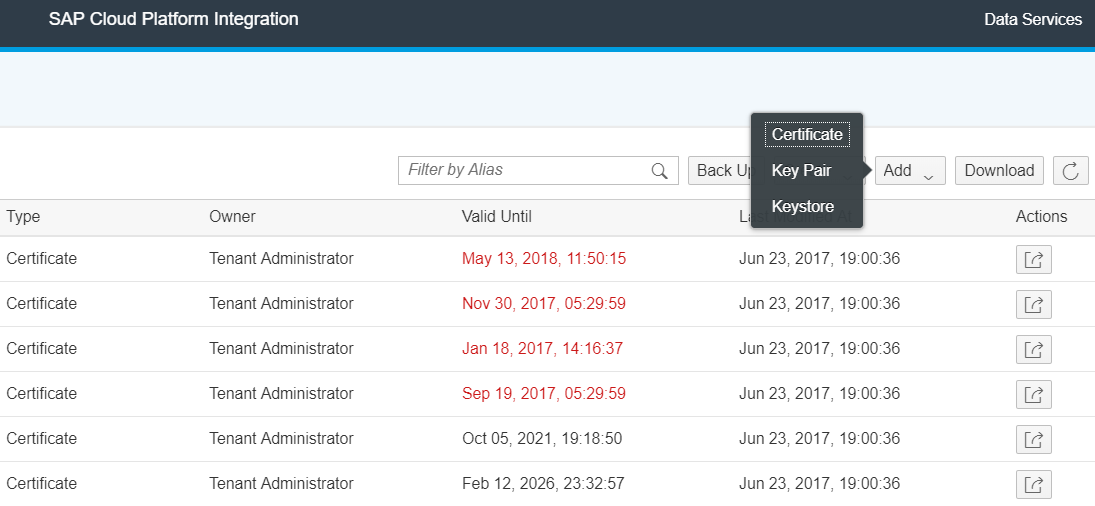 SAP Cloud Platform Integration Data Services
Certificate
Key Pair
Keystore
Filter by Alias Back Up Add Download
Type Owner Valid Until Actions
Certificate Tenant Administrator May 13, 2018, 11:50:15 Jun 23, 2017, 19:00:36
Certificate Tenant Administrator Nov 30, 2017, 05:29:59 Jun 23, 2017, 19:00:36
Certificate Tenant Administrator Jan 18, 2017, 14:16:37 Jun 23, 2017, 19:00:36
Certificate Tenant Administrator Sep 19, 2017, 05:29:59 Jun 23, 2017, 19:00:36
Certificate Tenant Administrator Oct 05, 2021, 19:18:50 Jun 23, 2017, 19:00:36
Certificate Tenant Administrator Feb 12, 2026, 23:32:57 Jun 23, 2017, 19:00:36